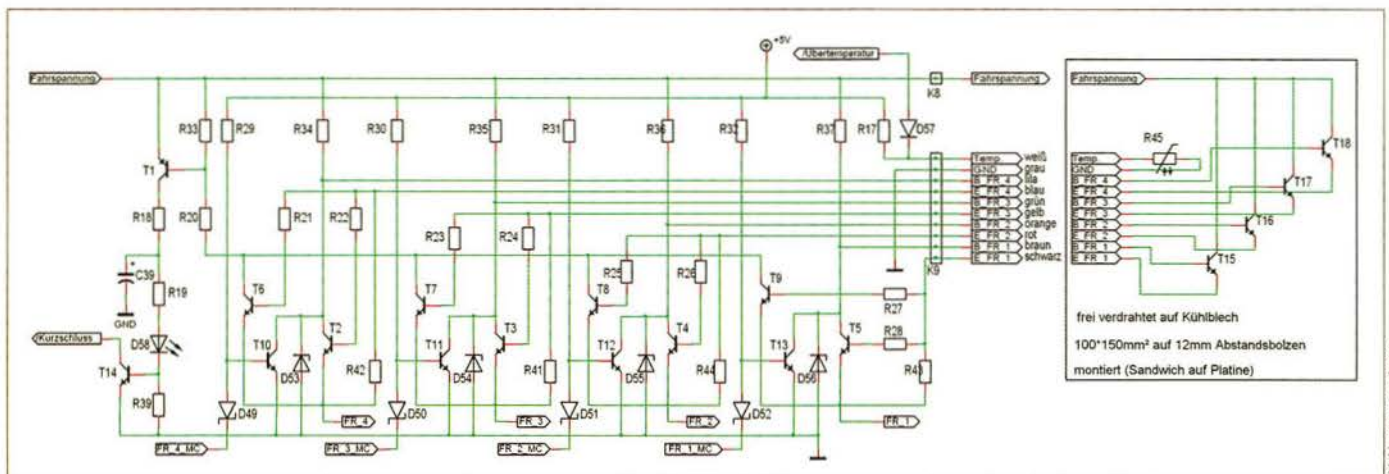 +5V
/Übertemperatur
Fahrspannung
Fahrspannung
Fahrspannung
K8
R33
R29
R34
R30
R35
R31
R36
R32
R37
R17
D57
R45
T18
T1
Temp. weiß
GND grau
B_FR_4 lila
E_FR_4 blau
B_FR_3 grün
E_FR_3 gelb
B_FR_2 orange
E_FR_2 rot
B_FR_1 braun
E_FR_1 schwarz
K9
Temp.
GND
B_FR_4
E_FR_4
B_FR_3
E_FR_3
B_FR_2
E_FR_2
B_FR_1
E_FR_1
T17
T16
T15
R18
R20
R21
R22
R23
R24
R25
R26
+
C39
GND
R19
T6
T7
T8
T9
R27
R28
/Kurzschluss
D58
T14
R39
T10
D53
T2
R42
T11
D54
T3
R41
T12
D55
T4
R44
T13
D56
T5
R43
D49
D50
D51
D52
FR_4
FR_3
FR_2
FR_1
FR_4_MC
FR_3_MC
FR_2_MC
FR_1_MC
frei verdrahtet auf Kühlblech
100*150mm² auf 12mm Abstandsbolzen
montiert (Sandwich auf Platine)